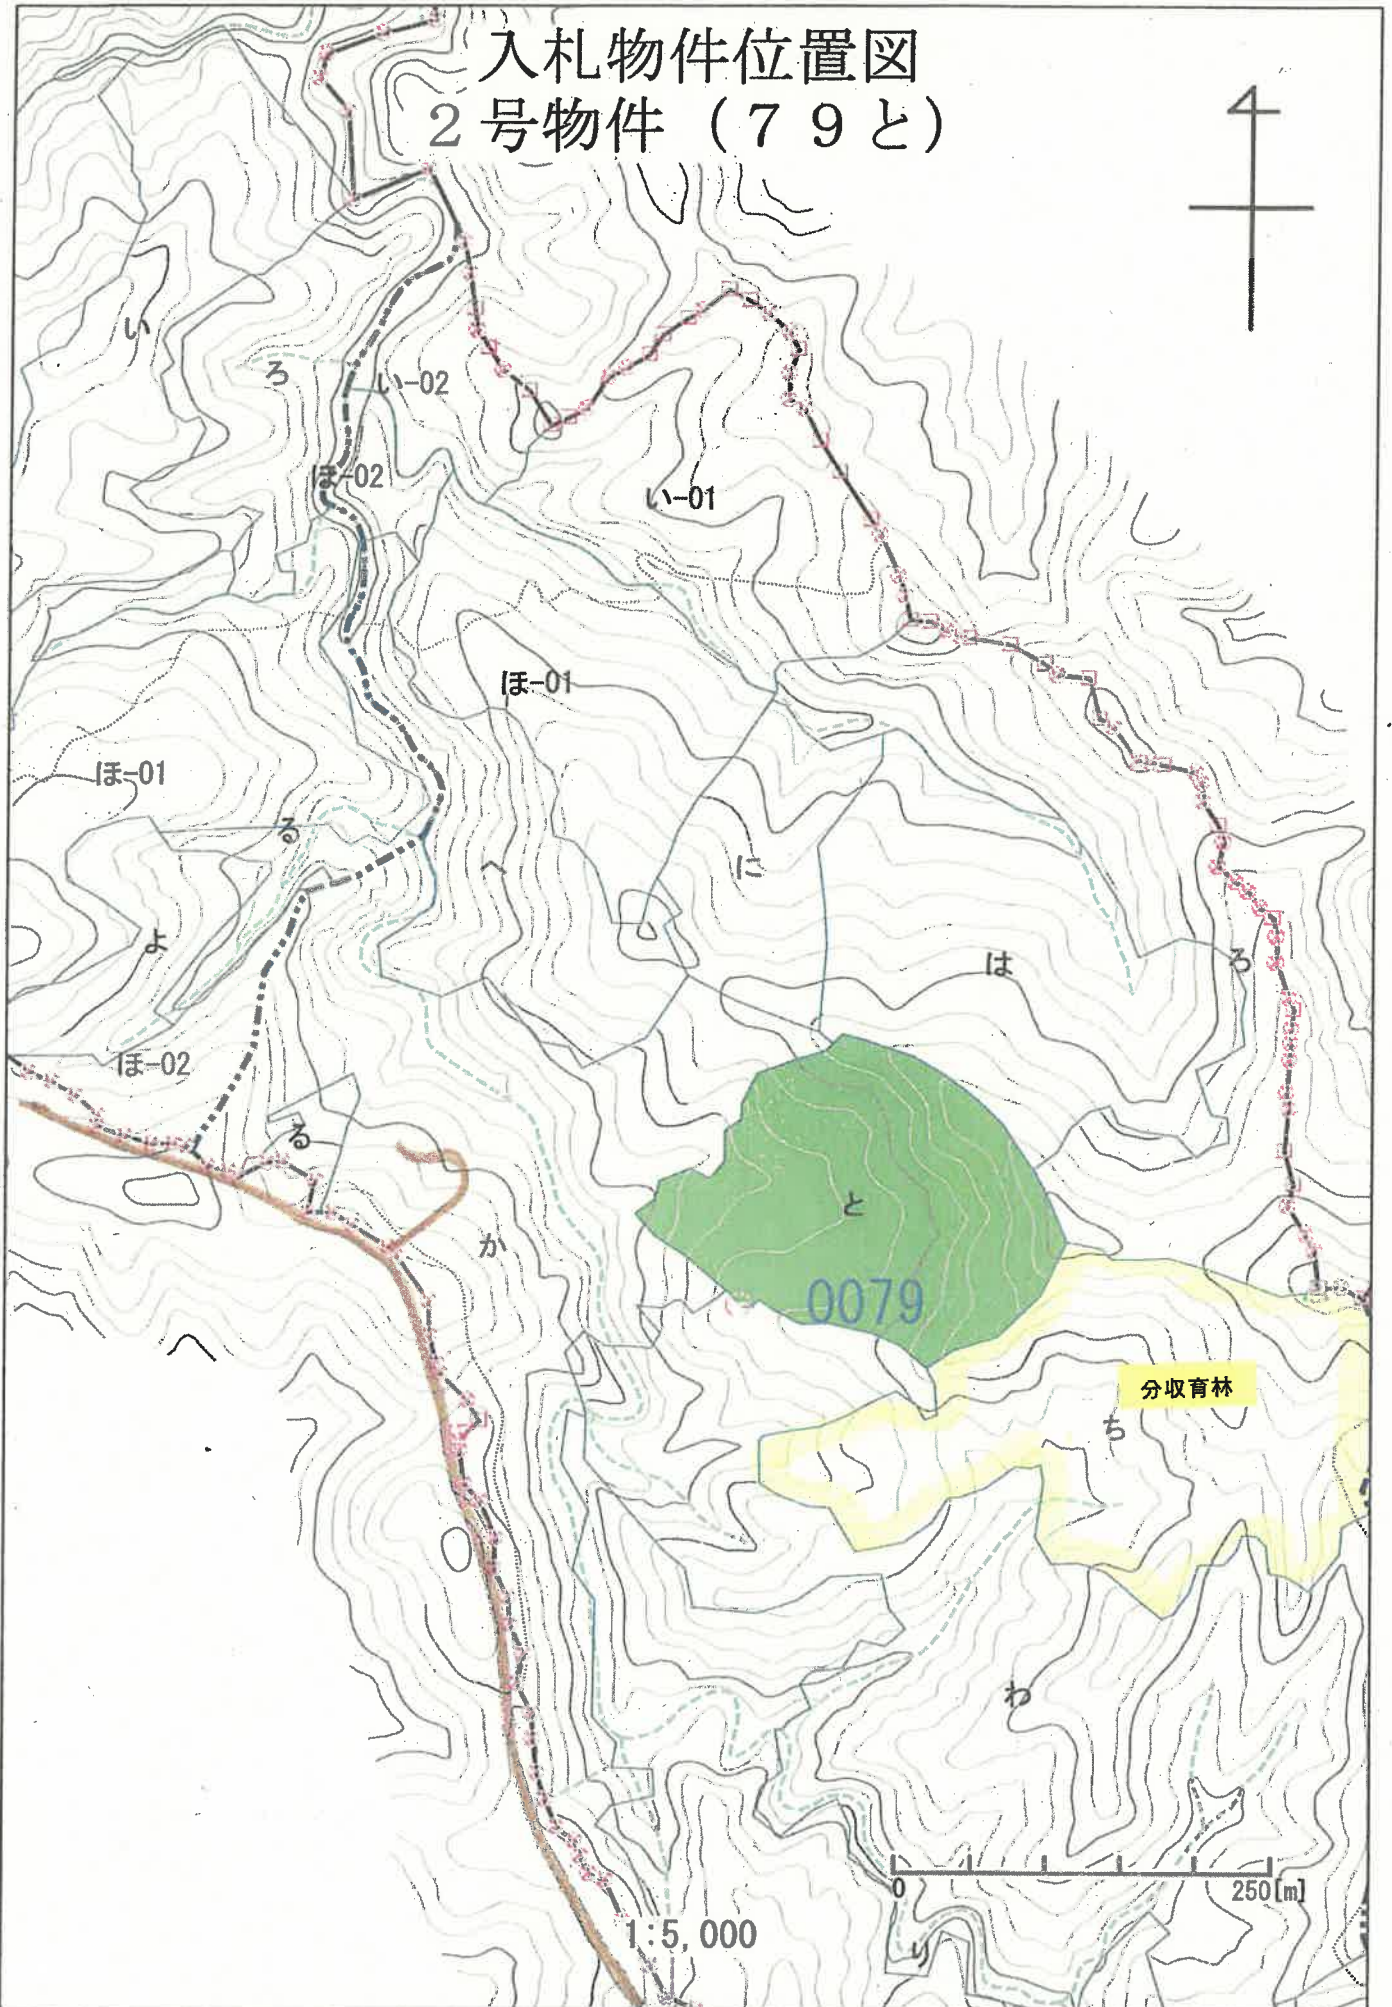 入札物件位置図
2号物件（79と）
い
ろ
い-02
ほ-02
い-01
ほ-01
ほ-01
る
へ
に
よ
は
ろ
ほ-02
る
と
か
0079
分収育林
ち
わ
0
250[m]
1:5,000
り